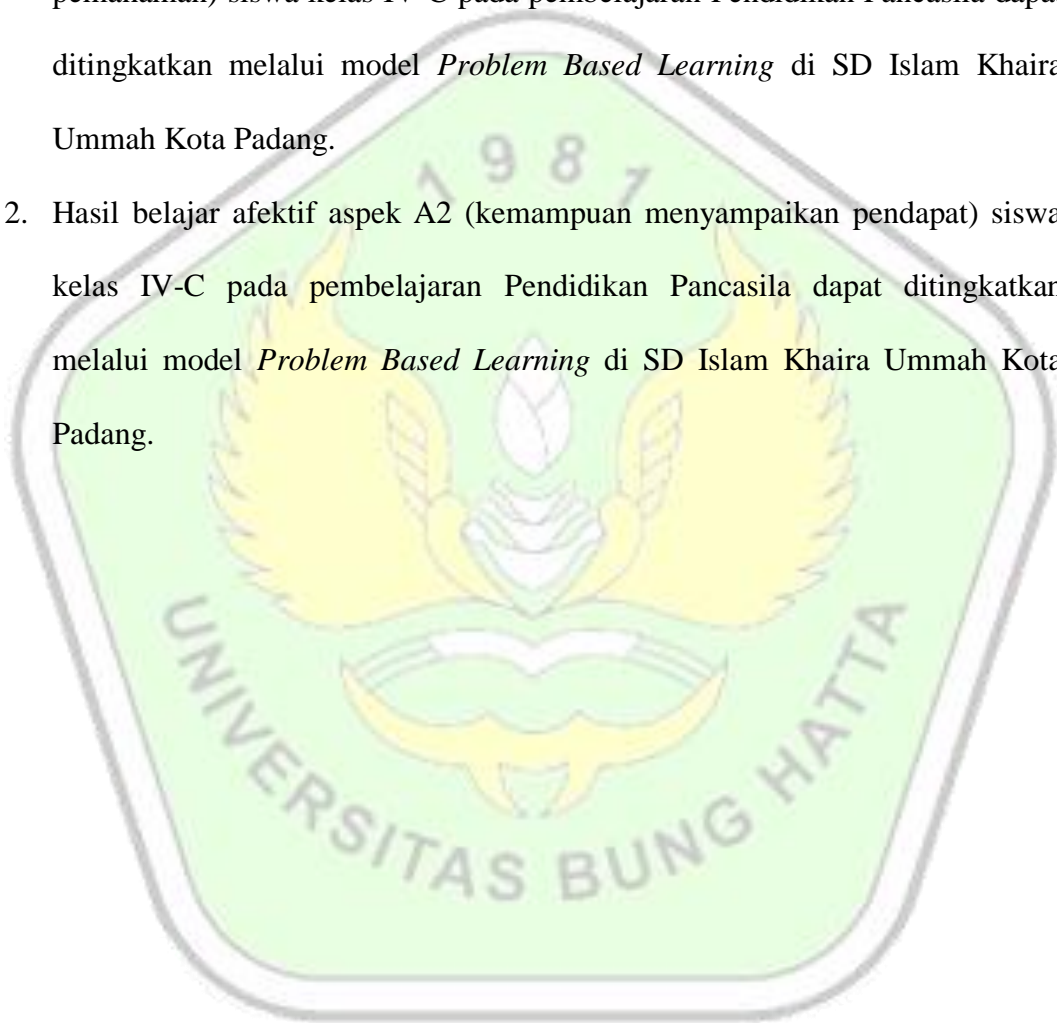 siswa kelas IV-C pada pembelajaran Pendidikan Pancasila
ditingkatkan melalui model Problem Based Learning di SD Islam Khaira
Ummah Kota Padang.
2. Hasil belajar afektif aspek A2 (kemampuan menyampaikan pendapat) siswa
kelas IV-C pada pembelajaran Pendidikan Pancasila dapat ditingkatkan
melalui model Problem Based Learning di SD Islam Khaira Ummah Kota
Padang.
1981
UNIVERSITAS BUNG HATTA